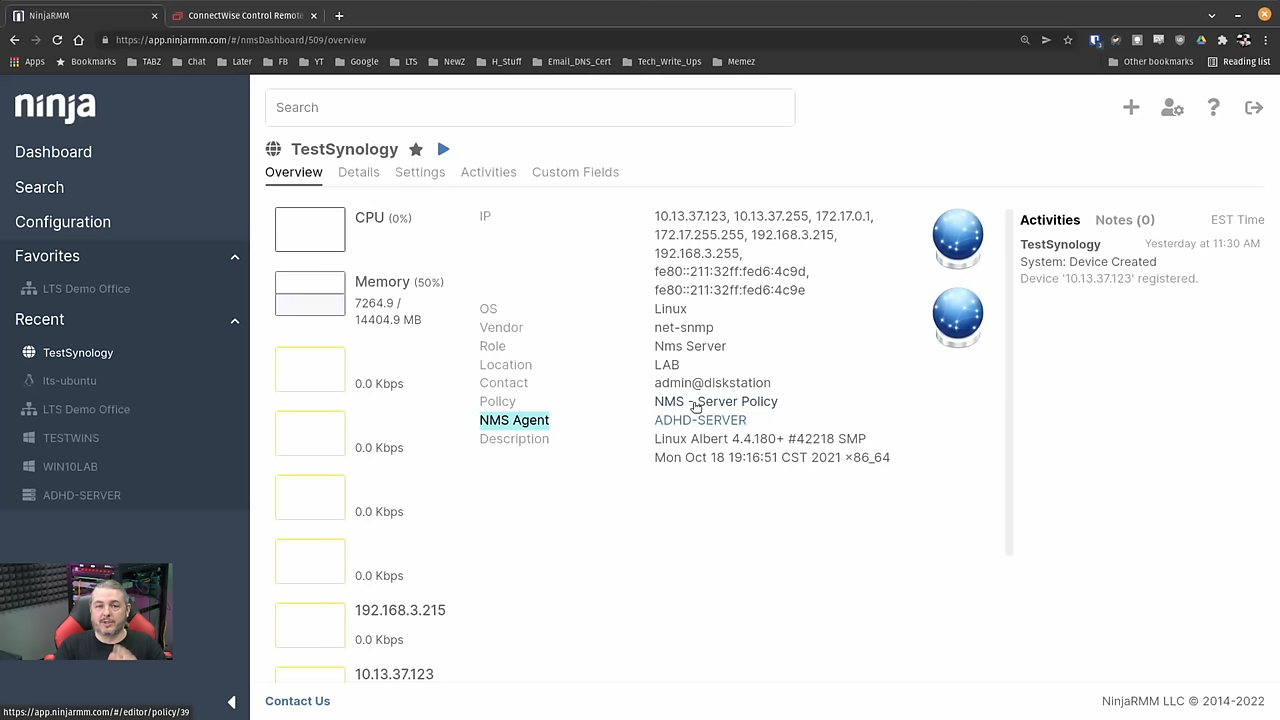 NinjaRMM
ConnectWise Control Remote
https://app.ninjarmm.com/#/nmsDashboard/509/overview
Apps
Bookmarks
TABZ
Chat
Later
FB
YT
Google
LTS
NewZ
H_Stuff
Email_DNS_Cert
Tech_Write_Ups
Memez
Other bookmarks
Reading list
ninja
Dashboard
Search
Configuration
Favorites
LTS Demo Office
Recent
TestSynology
lts-ubuntu
LTS Demo Office
TESTWINS
WIN10LAB
ADHD-SERVER
Search
TestSynology
Overview
Details
Settings
Activities
Custom Fields
CPU (0%)
Memory (50%)
7264.9 /
14404.9 MB
0.0 Kbps
0.0 Kbps
0.0 Kbps
0.0 Kbps
192.168.3.215
0.0 Kbps
10.13.37.123
IP
10.13.37.123, 10.13.37.255, 172.17.0.1,
172.17.255.255, 192.168.3.215,
192.168.3.255,
fe80::211:32ff:fed6:4c9d,
fe80::211:32ff:fed6:4c9e
OS
Linux
Vendor
net-snmp
Role
Nms Server
Location
LAB
Contact
admin@diskstation
Policy
NMS - Server Policy
NMS Agent
ADHD-SERVER
Description
Linux Albert 4.4.180+ #42218 SMP
Mon Oct 18 19:16:51 CST 2021 x86_64
Activities
Notes (0)
EST Time
TestSynology
Yesterday at 11:30 AM
System: Device Created
Device '10.13.37.123' registered.
Contact Us
NinjaRMM LLC © 2014-2022
https://app.ninjarmm.com/#/editor/policy/39